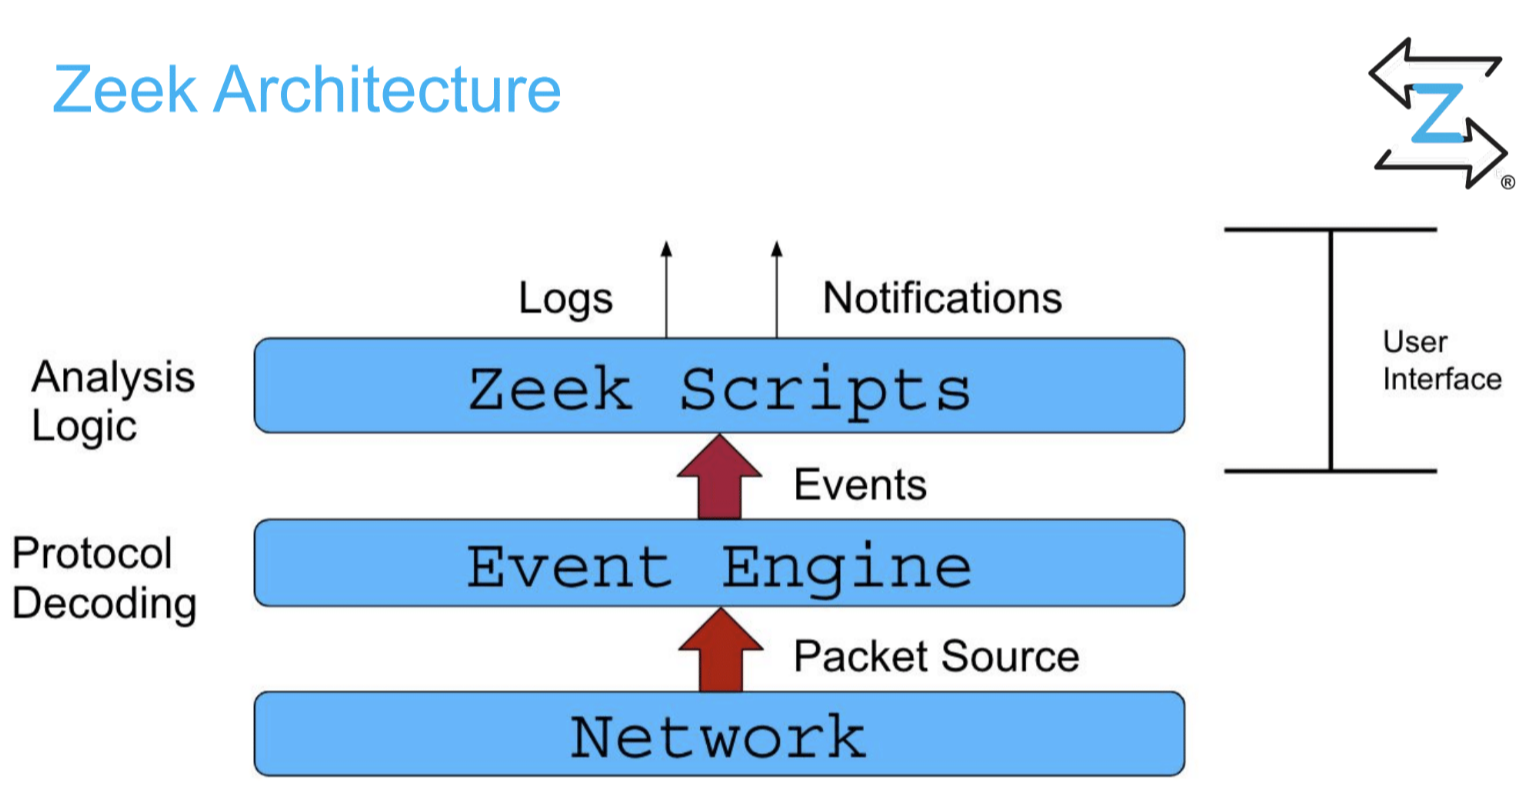 Zeek Architecture
Z
®
Logs
Notifications
Analysis
Logic
Zeek Scripts
User
Interface
Events
Protocol
Decoding
Event Engine
Packet Source
Network